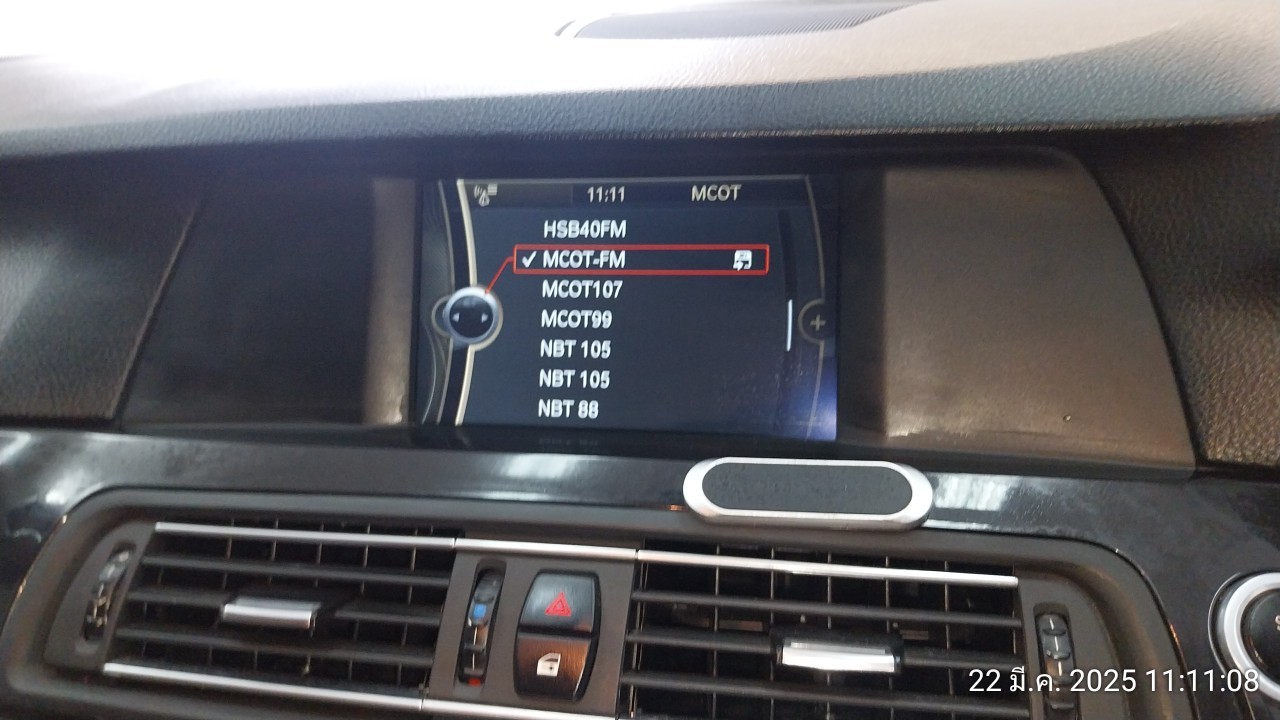 11:11 MCOT
HSB40FM
✓ MCOT-FM
MCOT107
MCOT99
NBT 105
NBT 105
NBT 88
22 มี.ค. 2025 11:11:08